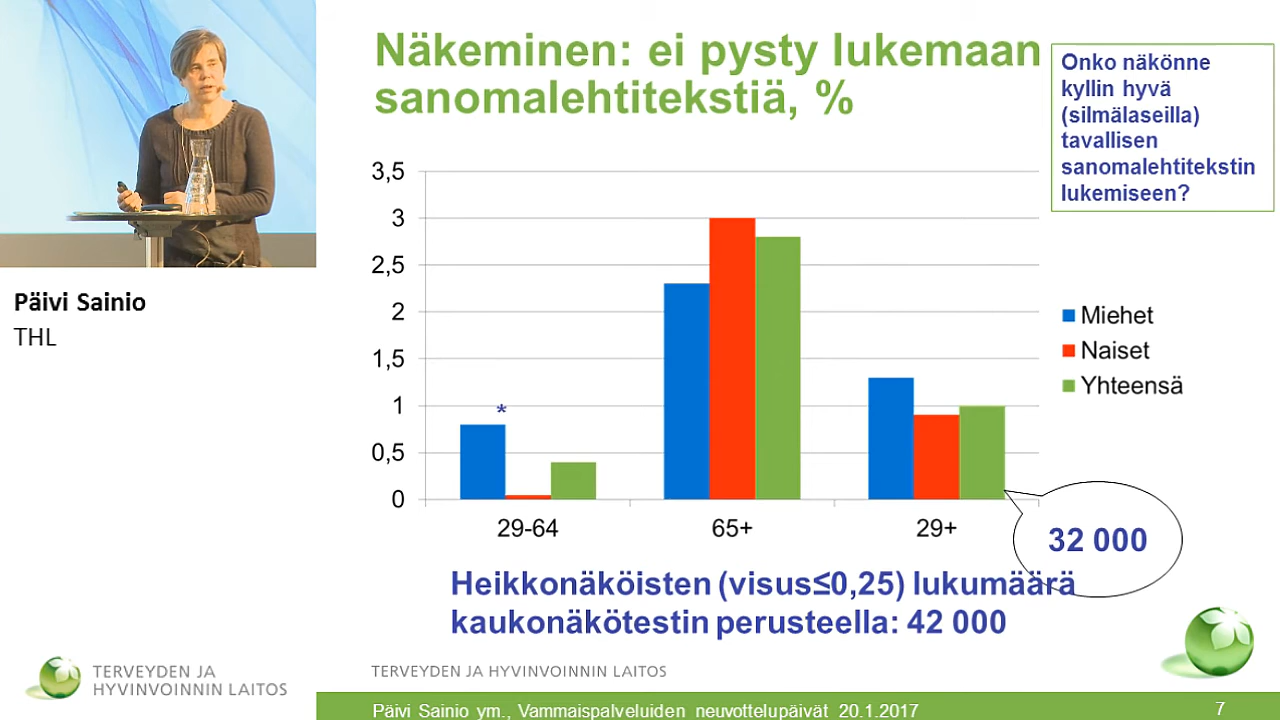 Näkeminen: ei pysty lukemaan
sanomalehtitekstiä, %
Onko näkönne
kyllin hyvä
(silmälaseilla)
tavallisen
sanomalehtitekstin
lukemiseen?
Päivi Sainio
THL
3,5
3
2,5
2
1,5
1
0,5
0
*
29-64
65+
29+
Miehet
Naiset
Yhteensä
32 000
Heikkonäköisten (visus≤0,25) lukumäärä
kaukonäkötestin perusteella: 42 000
TERVEYDEN JA
HYVINVOINNIN LAITOS
TERVEYDEN JA HYVINVOINNIN LAITOS
Päivi Sainio ym., Vammaispalveluiden neuvottelupäivät 20.1.2017
7